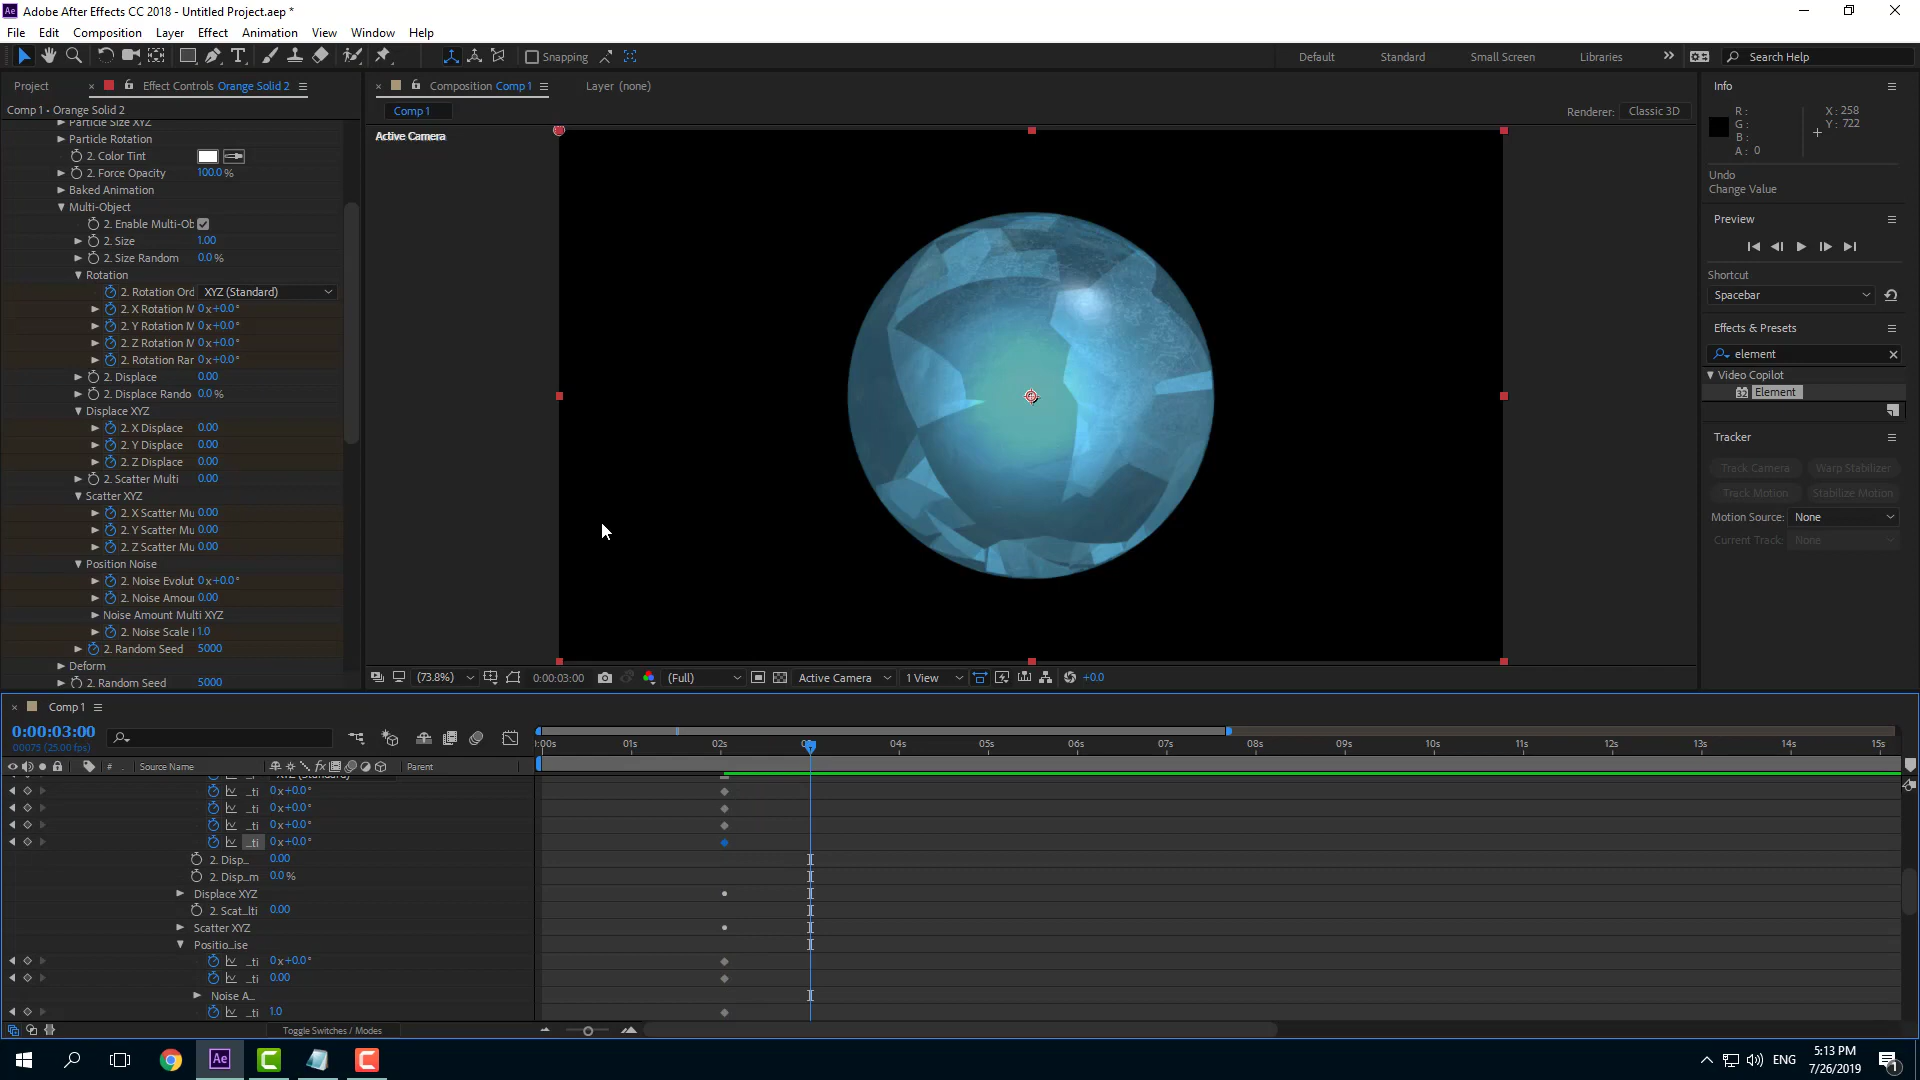 Adobe After Effects CC 2018 - Untitled Project.aep *
File Edit Composition Layer Effect Animation View Window Help
Snapping
Default Standard Small Screen Libraries Search Help
Project Effect Controls Orange Solid 2
Composition Comp 1
Layer (none)
Comp 1 • Orange Solid 2
Comp 1
Renderer: Classic 3D
Active Camera
Particle Size XYZ
Particle Rotation
2. Color Tint
2. Force Opacity 100.0 %
Baked Animation
Multi-Object
2. Enable Multi-Ob
2. Size 1.00
2. Size Random 0.0 %
Rotation
2. Rotation Ord XYZ (Standard)
2. X Rotation M 0 x +0.0 °
2. Y Rotation M 0 x +0.0 °
2. Z Rotation M 0 x +0.0 °
2. Rotation Ran 0 x +0.0 °
2. Displace 0.00
2. Displace Rando 0.0 %
Displace XYZ
2. X Displace 0.00
2. Y Displace 0.00
2. Z Displace 0.00
2. Scatter Multi 0.00
Scatter XYZ
2. X Scatter Mu 0.00
2. Y Scatter Mu 0.00
2. Z Scatter Mu 0.00
Position Noise
2. Noise Evolut 0 x +0.0 °
2. Noise Amou 0.00
Noise Amount Multi XYZ
2. Noise Scale 1.0
2. Random Seed 5000
Deform
2. Random Seed 5000
(73.8%) 0:00:03:00 (Full) Active Camera 1 View +0.0
Info
R :
G :
B :
A : 0
X : 258
Y : 722
Undo
Change Value
Preview
Shortcut
Spacebar
Effects & Presets
element
Video Copilot
32 Element
Tracker
Track Camera Warp Stabilizer
Track Motion Stabilize Motion
Motion Source: None
Current Track: None
Comp 1
0:00:03:00
00075 (25.00 fps)
:00s 01s 02s 04s 05s 06s 07s 08s 09s 10s 11s 12s 13s 14s 15s
# Source Name Parent
...ti 0 x +0.0 °
...ti 0 x +0.0 °
...ti 0 x +0.0 °
...ti 0 x +0.0 °
2. Disp... 0.00
2. Disp...m 0.0 %
Displace XYZ
2. Scat...lti 0.00
Scatter XYZ
Positio...ise
...ti 0 x +0.0 °
...ti 0.00
Noise A...
...ti 1.0
Toggle Switches / Modes
Ae
ENG
5:13 PM
7/26/2019
1